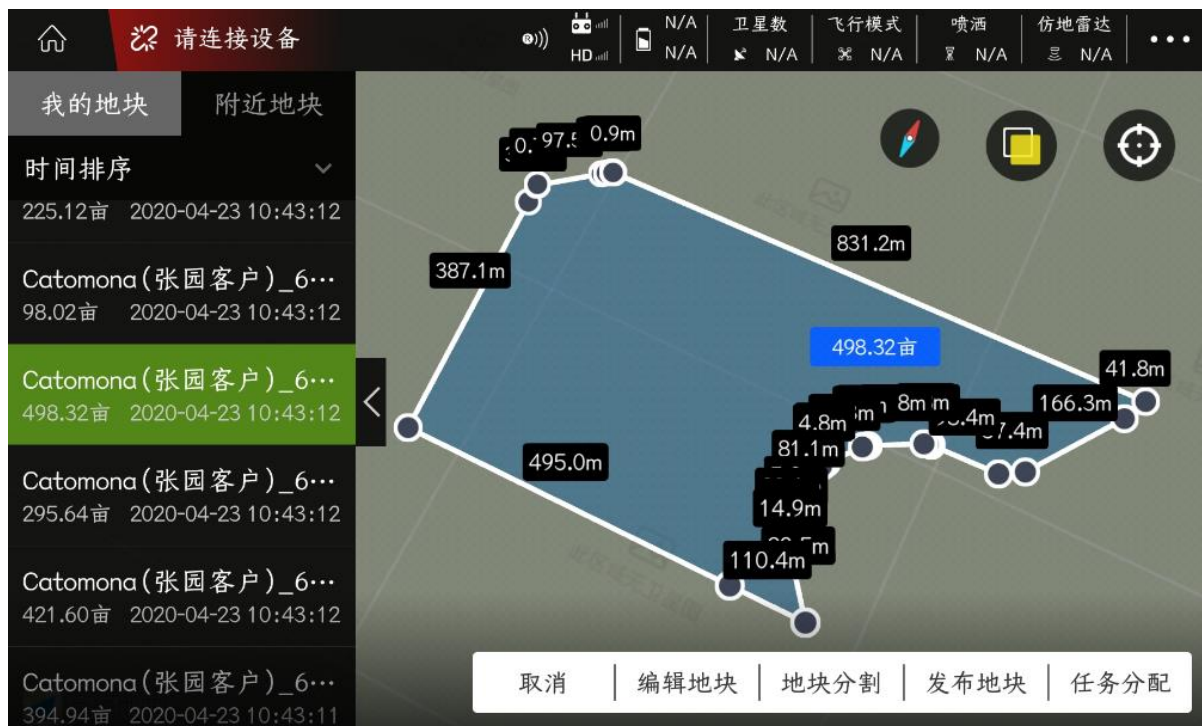 请连接设备
HD
N/A
N/A
卫星数
N/A
飞行模式
N/A
喷洒
N/A
仿地雷达
N/A
我的地块
附近地块
时间排序
225.12亩 2020-04-23 10:43:12
Catomona(张园客户)_6…
98.02亩 2020-04-23 10:43:12
Catomona(张园客户)_6…
498.32亩 2020-04-23 10:43:12
Catomona(张园客户)_6…
295.64亩 2020-04-23 10:43:12
Catomona(张园客户)_6…
421.60亩 2020-04-23 10:43:12
Catomona(张园客户)_6…
394.94亩 2020-04-23 10:43:11
0.9m
831.2m
387.1m
498.32亩
41.8m
166.3m
4.8m
81.1m
495.0m
14.9m
110.4m
取消
编辑地块
地块分割
发布地块
任务分配